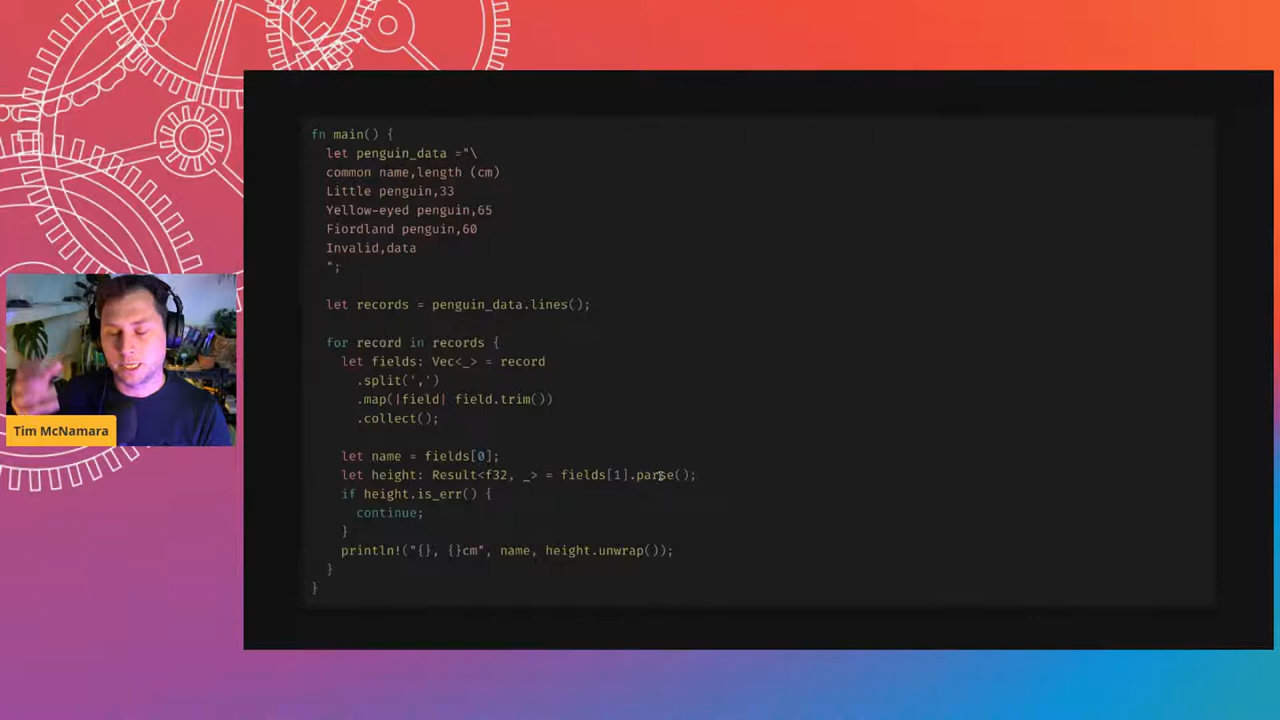 fn main() {
let penguin_data ="\
common name,length (cm)
Little penguin,33
Yellow-eyed penguin,65
Fiordland penguin,60
Invalid,data
";
let records = penguin_data.lines();
for record in records {
let fields: Vec<_> = record
.split(',')
.map(|field| field.trim())
.collect();
let name = fields[0];
let height: Result<f32, _> = fields[1].parse();
if height.is_err() {
continue;
}
println!("{}, {}cm", name, height.unwrap());
}
}
Tim McNamara